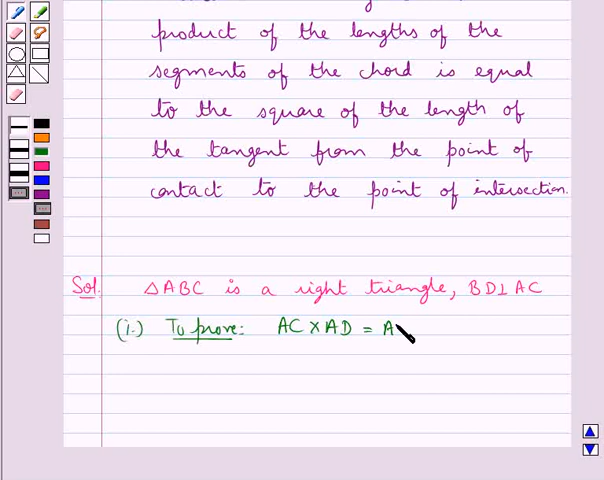 product of the lengths of the
segments of the chord is equal
to the square of the length of
the tangent from the point of
contact to the point of intersection.
Sol. △ABC is a right triangle, BD⊥AC
(i.) To prove: AC × AD = A